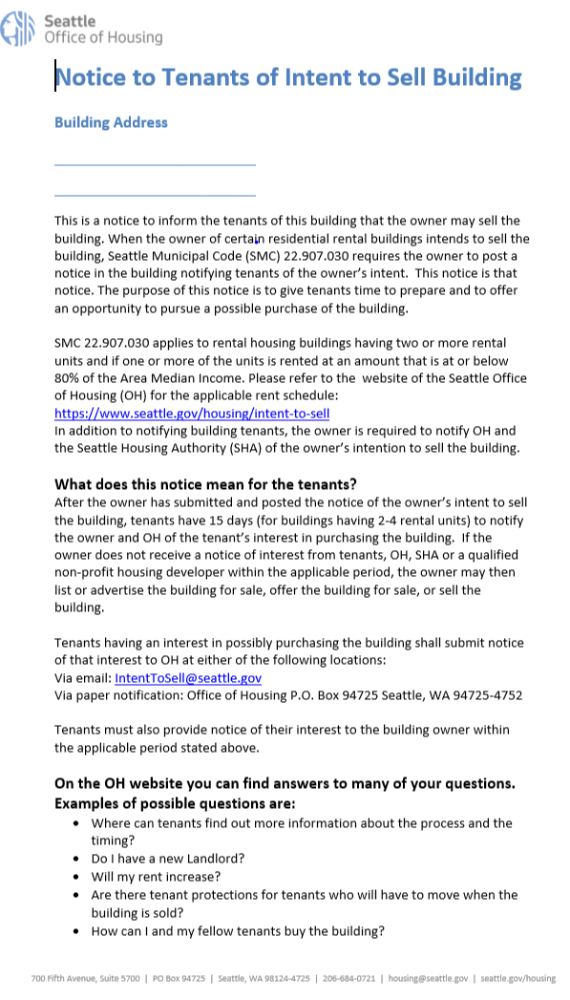 Seattle
Office of Housing
Notice to Tenants of Intent to Sell Building
Building Address
This is a notice to inform the tenants of this building that the owner may sell the
building. When the owner of certain residential rental buildings intends to sell the
building, Seattle Municipal Code (SMC) 22.907.030 requires the owner to post a
notice in the building notifying tenants of the owner's intent.  This notice is that
notice. The purpose of this notice is to give tenants time to prepare and to offer
an opportunity to pursue a possible purchase of the building.
SMC 22.907.030 applies to rental housing buildings having two or more rental
units and if one or more of the units is rented at an amount that is at or below
80% of the Area Median Income. Please refer to the  website of the Seattle Office
of Housing (OH) for the applicable rent schedule:
https://www.seattle.gov/housing/intent-to-sell
In addition to notifying building tenants, the owner is required to notify OH and
the Seattle Housing Authority (SHA) of the owner's intention to sell the building.
What does this notice mean for the tenants?
After the owner has submitted and posted the notice of the owner's intent to sell
the building, tenants have 15 days (for buildings having 2-4 rental units) to notify
the owner and OH of the tenant's interest in purchasing the building.  If the
owner does not receive a notice of interest from tenants, OH, SHA or a qualified
non-profit housing developer within the applicable period, the owner may then
list or advertise the building for sale, offer the building for sale, or sell the
building.
Tenants having an interest in possibly purchasing the building shall submit notice
of that interest to OH at either of the following locations:
Via email: IntentToSell@seattle.gov
Via paper notification: Office of Housing P.O. Box 94725 Seattle, WA 94725-4752
Tenants must also provide notice of their interest to the building owner within
the applicable period stated above.
On the OH website you can find answers to many of your questions.
Examples of possible questions are:
• Where can tenants find out more information about the process and the
timing?
• Do I have a new Landlord?
• Will my rent increase?
• Are there tenant protections for tenants who will have to move when the
building is sold?
• How can I and my fellow tenants buy the building?
700 Fifth Avenue, Suite 5700 | PO Box 94725 | Seattle, WA 98124-4725 | 206-684-0721 | housing@seattle.gov | seattle.gov/housing